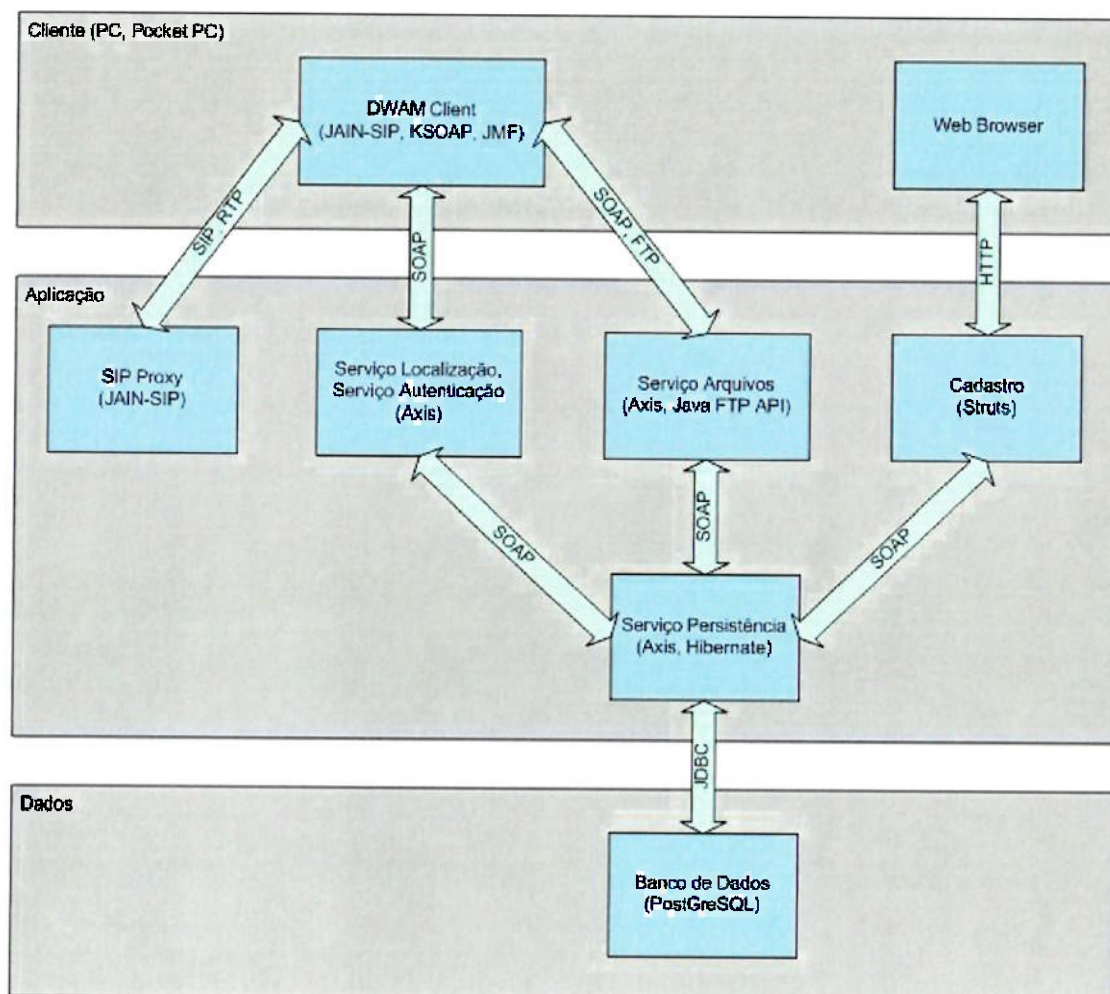 Cliente (PC, Pocket PC)
DWAM Client
(JAIN-SIP, KSOAP, JMF)
Web Browser
SIP, RTP
SOAP
SOAP, FTP
HTTP
Aplicação
SIP Proxy
(JAIN-SIP)
Serviço Localização,
Serviço Autenticação
(Axis)
Serviço Arquivos
(Axis, Java FTP API)
Cadastro
(Struts)
SOAP
SOAP
SOAP
Serviço Persistência
(Axis, Hibernate)
JDBC
Dados
Banco de Dados
(PostGreSQL)